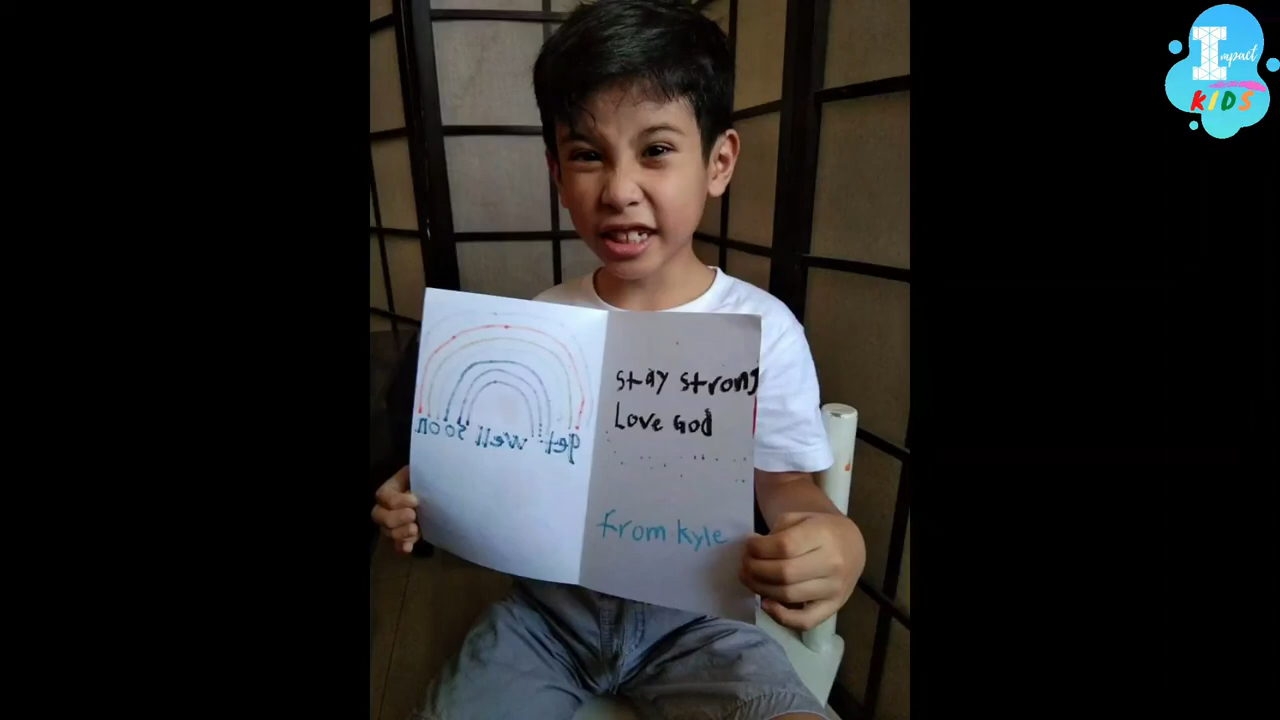 get well soon
stay strong
Love God
from kyle
Impact
KIDS